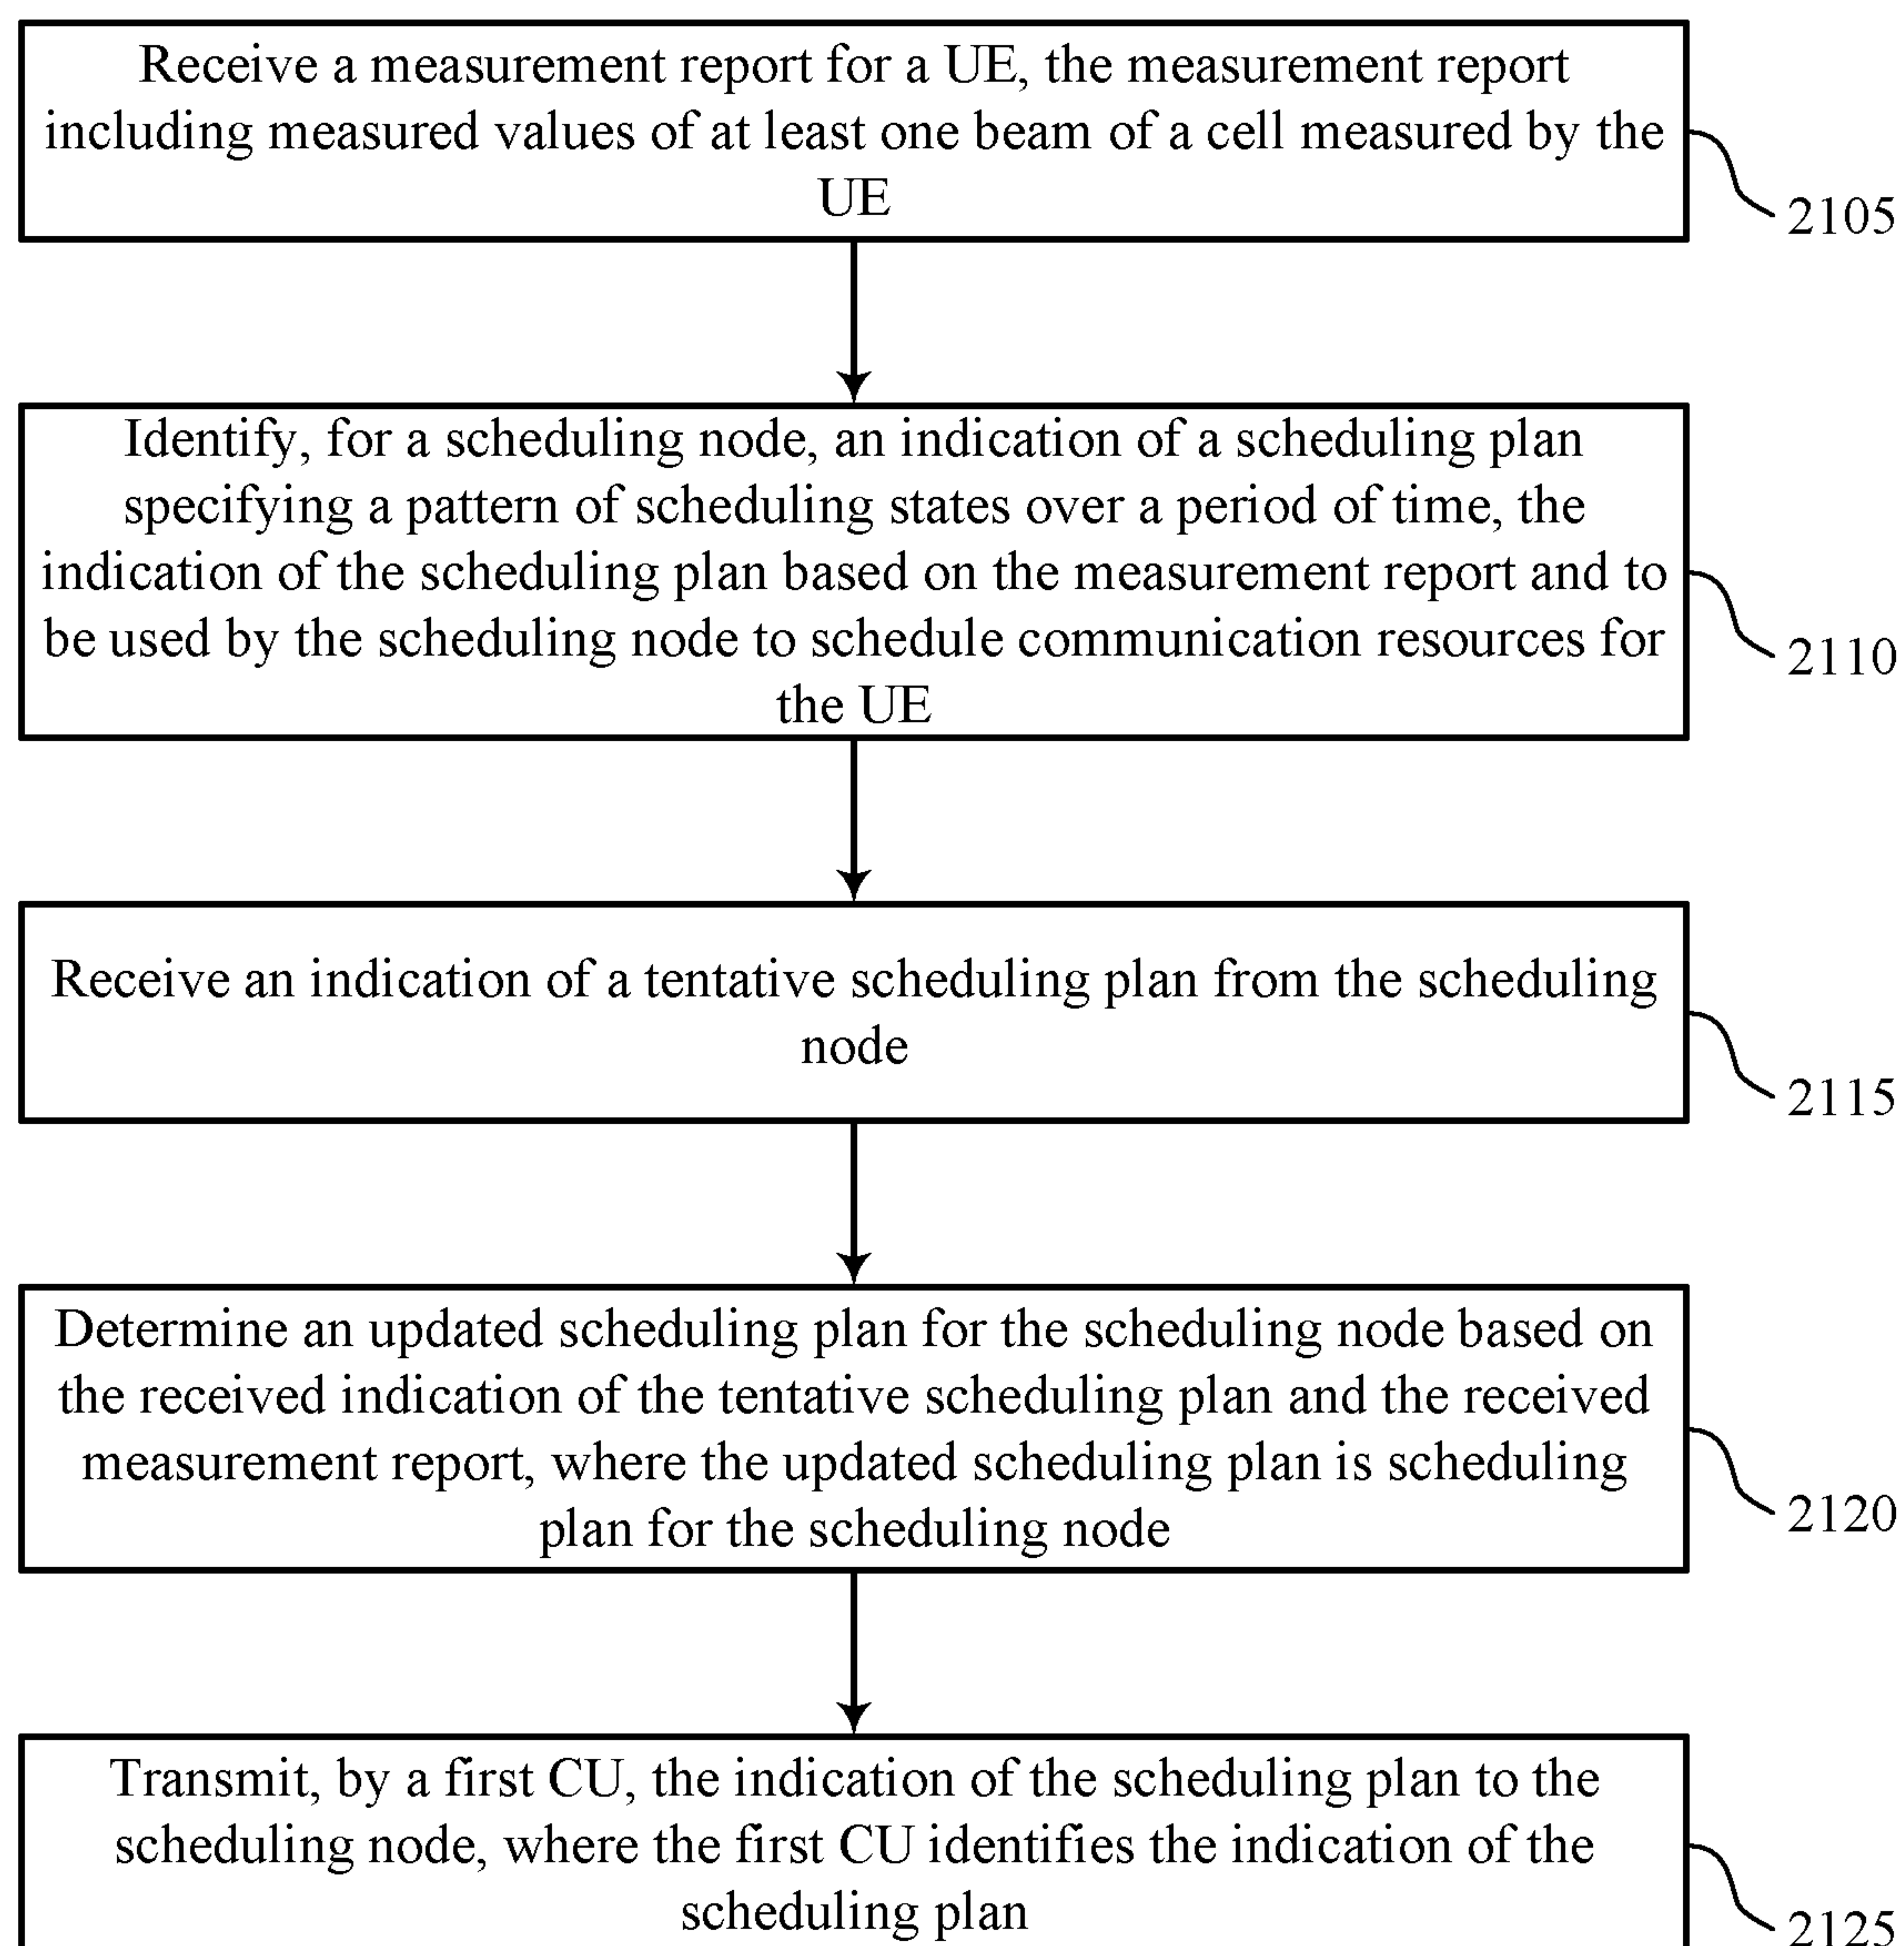 Receive a measurement report for a UE, the measurement report
including measured values of at least one beam of a cell measured by the
UE
2105
Identify, for a scheduling node, an indication of a scheduling plan
specifying a pattern of scheduling states over a period of time, the
indication of the scheduling plan based on the measurement report and to
be used by the scheduling node to schedule communication resources for
the UE
2110
Receive an indication of a tentative scheduling plan from the scheduling
node
2115
Determine an updated scheduling plan for the scheduling node based on
the received indication of the tentative scheduling plan and the received
measurement report, where the updated scheduling plan is scheduling
plan for the scheduling node
2120
Transmit, by a first CU, the indication of the scheduling plan to the
scheduling node, where the first CU identifies the indication of the
scheduling plan
2125